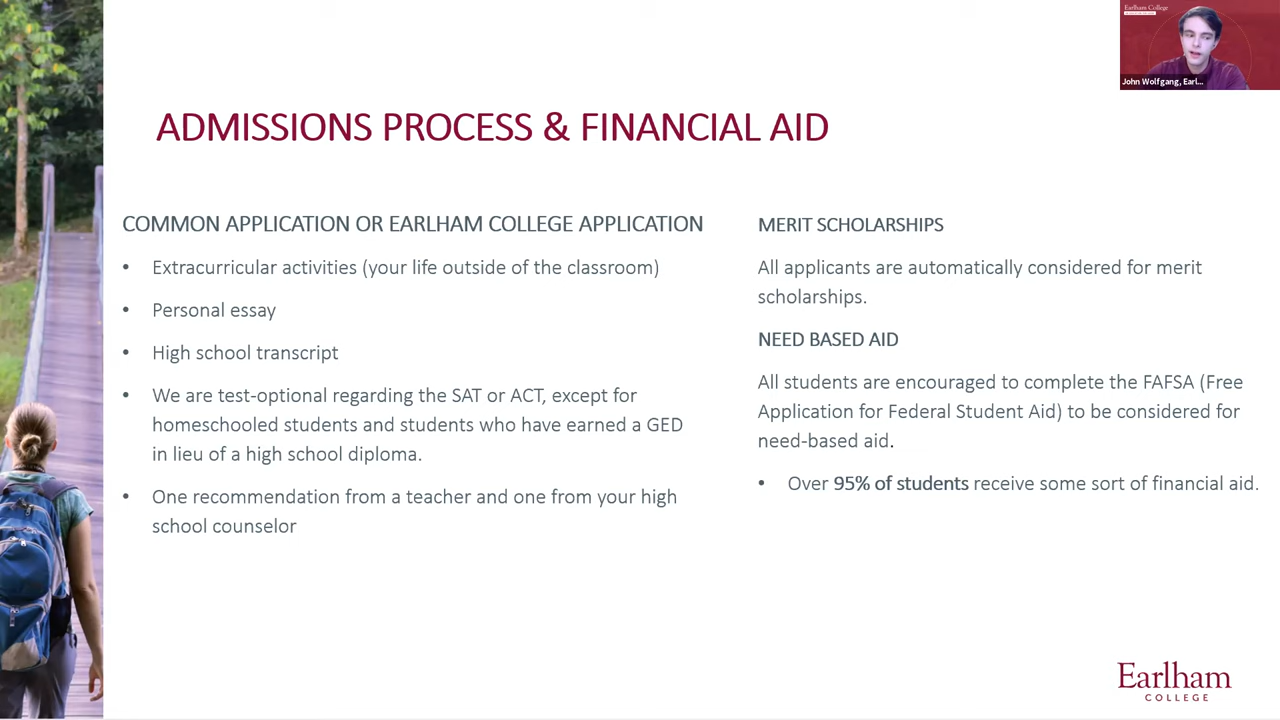 Earlham College
John Wolfgang, Earl...
ADMISSIONS PROCESS & FINANCIAL AID
COMMON APPLICATION OR EARLHAM COLLEGE APPLICATION
• Extracurricular activities (your life outside of the classroom)
• Personal essay
• High school transcript
• We are test-optional regarding the SAT or ACT, except for
homeschooled students and students who have earned a GED
in lieu of a high school diploma.
• One recommendation from a teacher and one from your high
school counselor
MERIT SCHOLARSHIPS
All applicants are automatically considered for merit
scholarships.
NEED BASED AID
All students are encouraged to complete the FAFSA (Free
Application for Federal Student Aid) to be considered for
need-based aid.
• Over 95% of students receive some sort of financial aid.
Earlham
COLLEGE